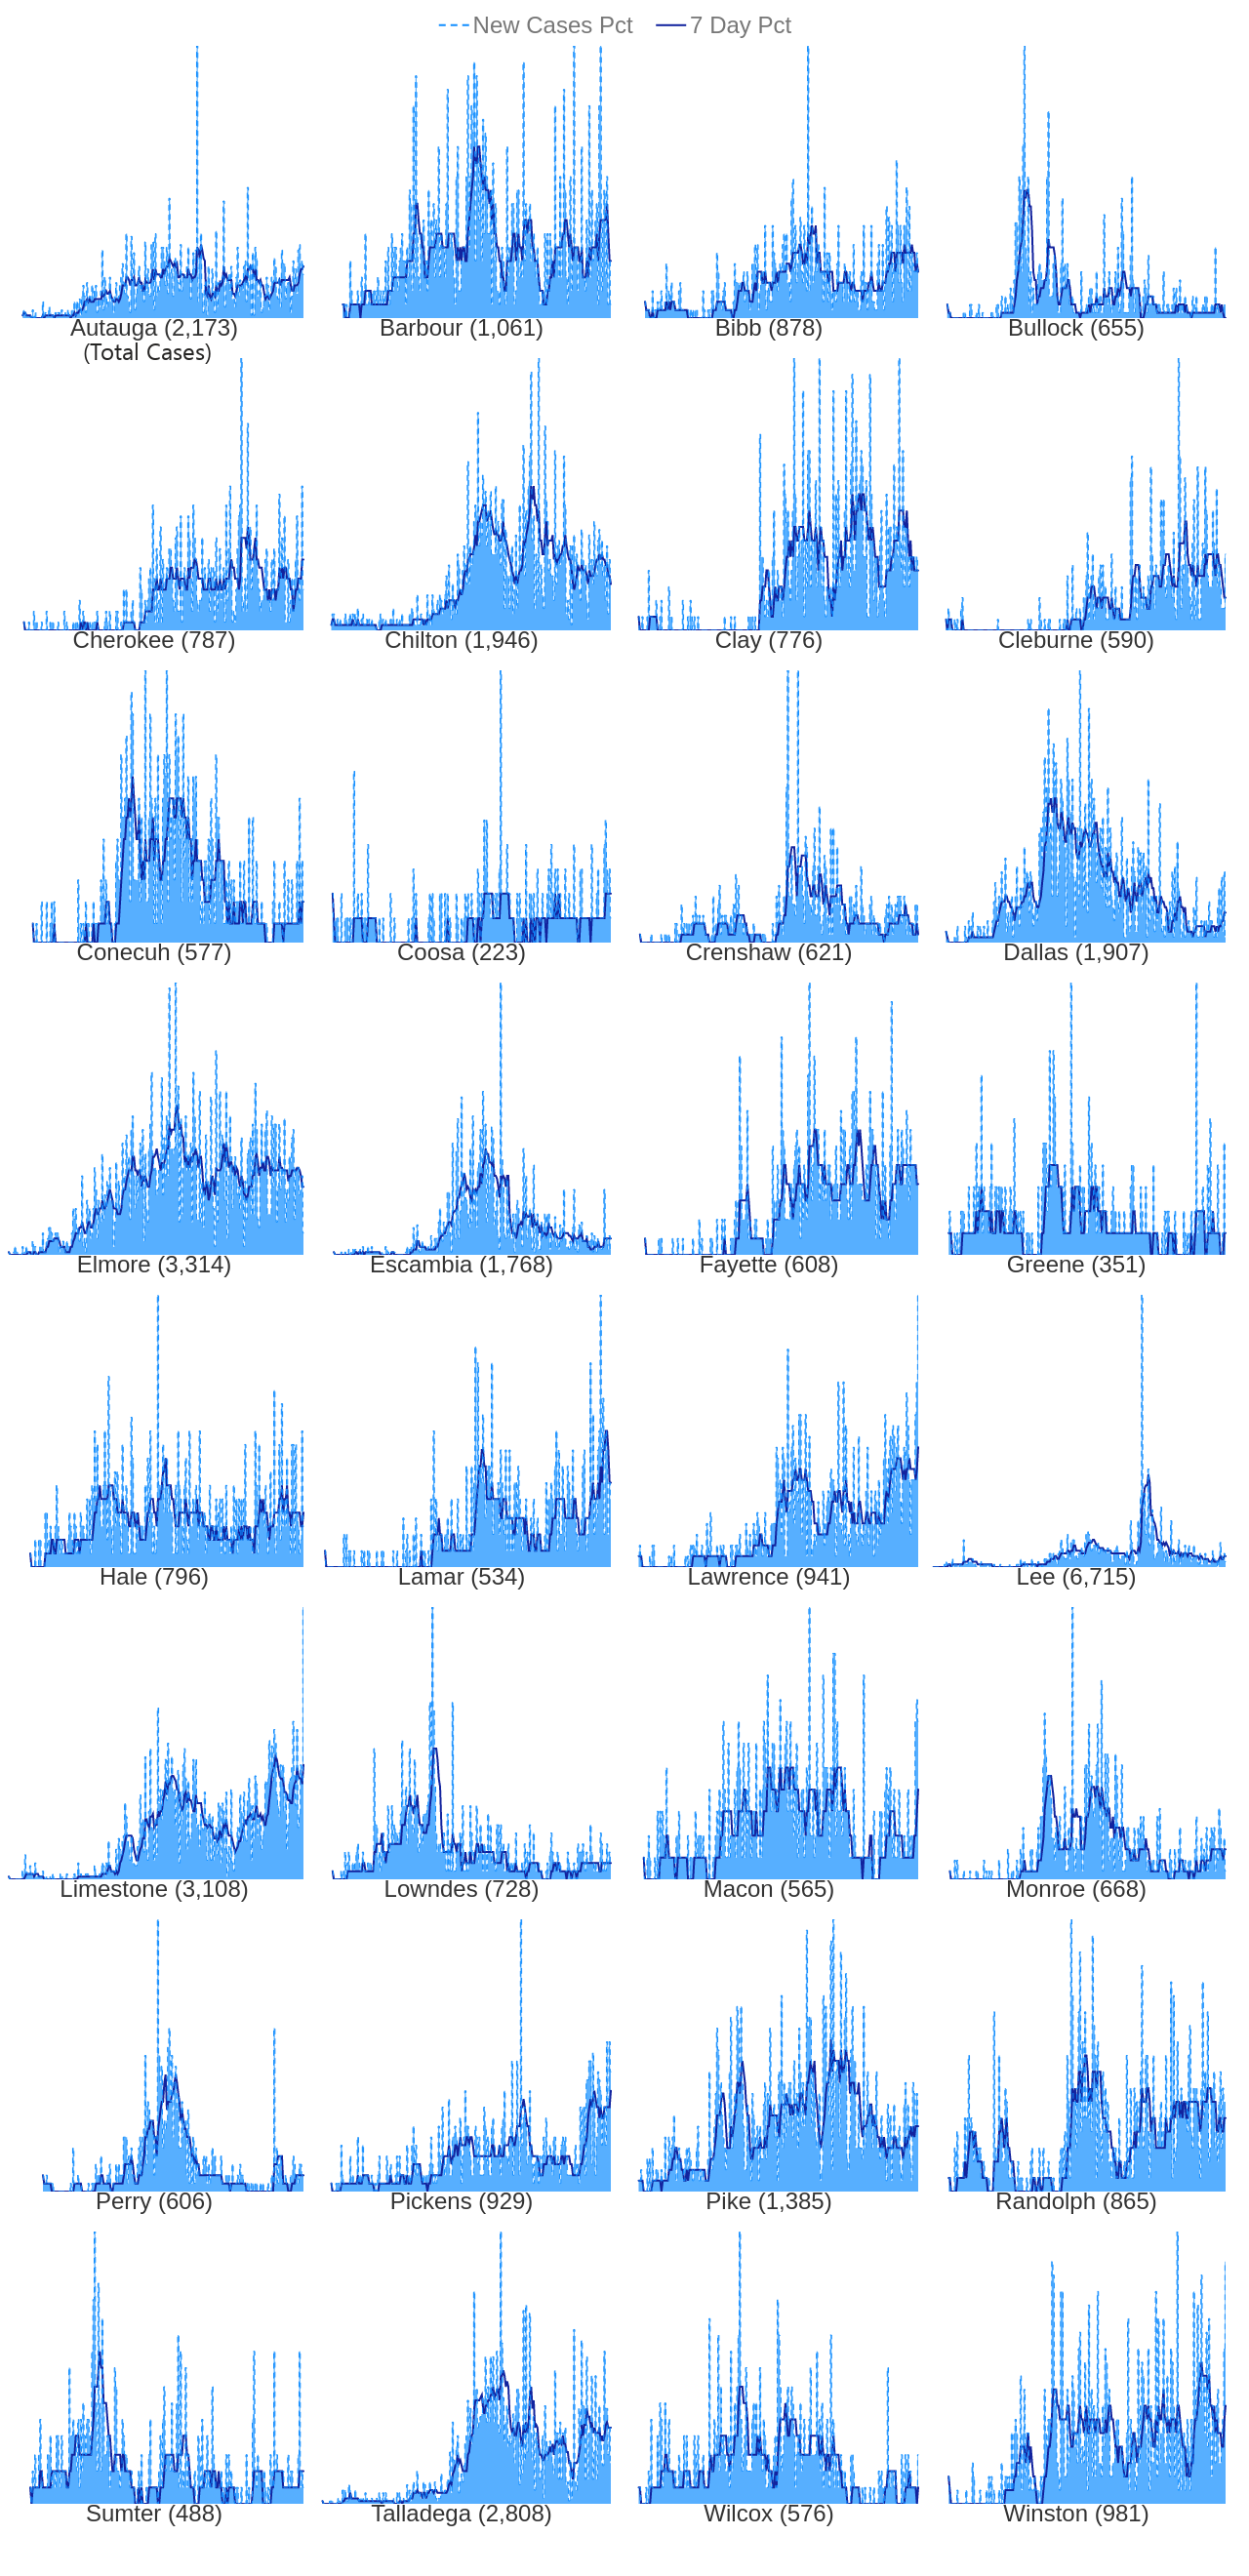 New Cases Pct 7 Day Pct
Autauga (2,173) Barbour (1,061) Bibb (878) Bullock (655)
(Total Cases)
Cherokee (787) Chilton (1,946) Clay (776) Cleburne (590)
Conecuh (577) Coosa (223) Crenshaw (621) Dallas (1,907)
Elmore (3,314) Escambia (1,768) Fayette (608) Greene (351)
Hale (796) Lamar (534) Lawrence (941) Lee (6,715)
Limestone (3,108) Lowndes (728) Macon (565) Monroe (668)
Perry (606) Pickens (929) Pike (1,385) Randolph (865)
Sumter (488) Talladega (2,808) Wilcox (576) Winston (981)